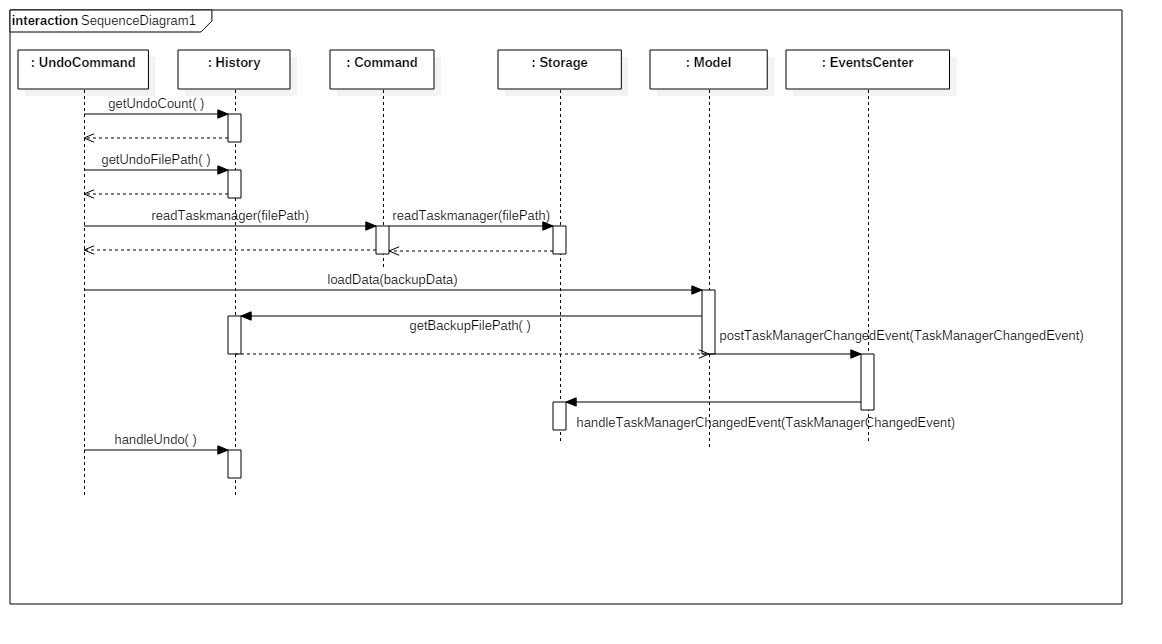 interaction SequenceDiagram1
: UndoCommand
: History
: Command
: Storage
: Model
: EventsCenter
getUndoCount( )
getUndoFilePath( )
readTaskmanager(filePath)
readTaskmanager(filePath)
loadData(backupData)
getBackupFilePath( )
postTaskManagerChangedEvent(TaskManagerChangedEvent)
handleTaskManagerChangedEvent(TaskManagerChangedEvent)
handleUndo( )